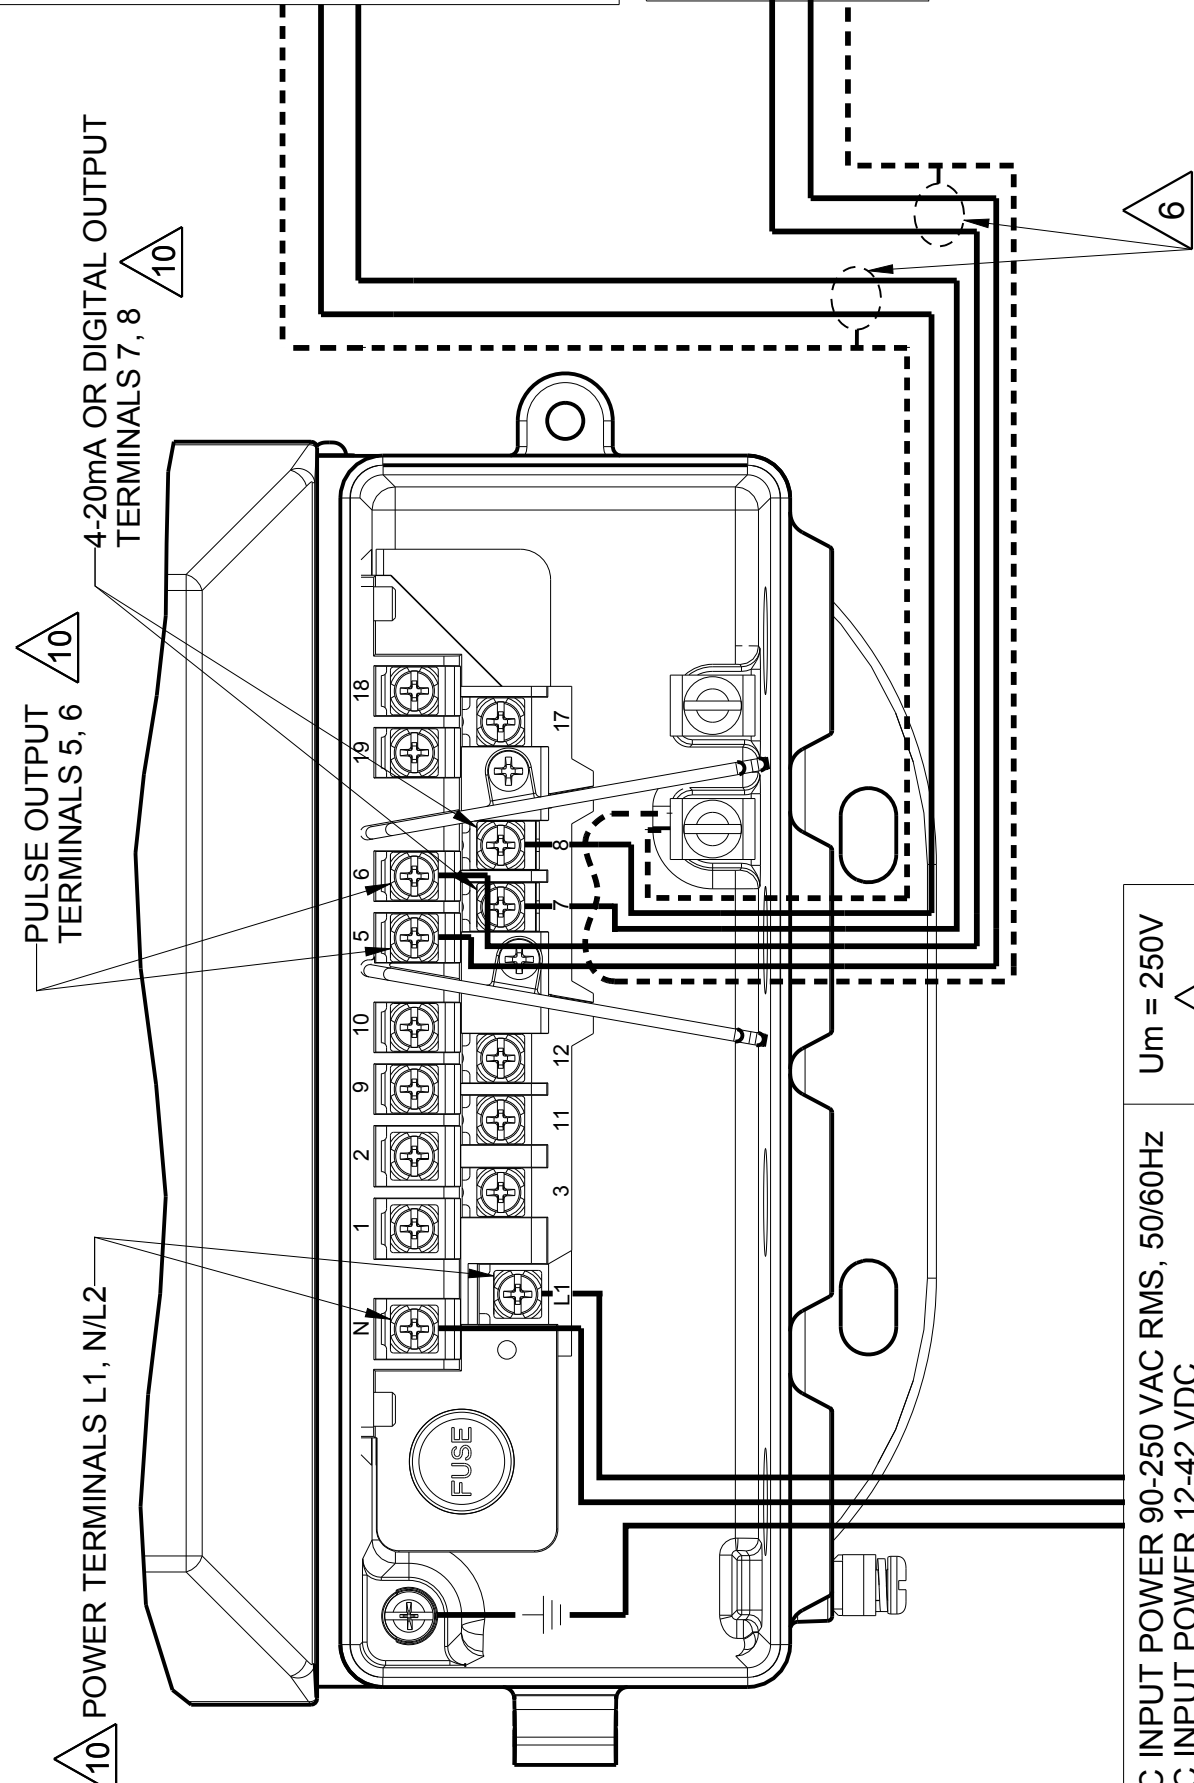 10
POWER TERMINALS L1, N/L2
PULSE OUTPUT
TERMINALS 5, 6
10
4-20mA OR DIGITAL OUTPUT
TERMINALS 7, 8
10
N 1 2 9 10 5 6 19 18
L1 3 11 12 7 8 17
FUSE
6
C INPUT POWER 90-250 VAC RMS, 50/60Hz
C INPUT POWER 12-42 VDC
Um = 250V